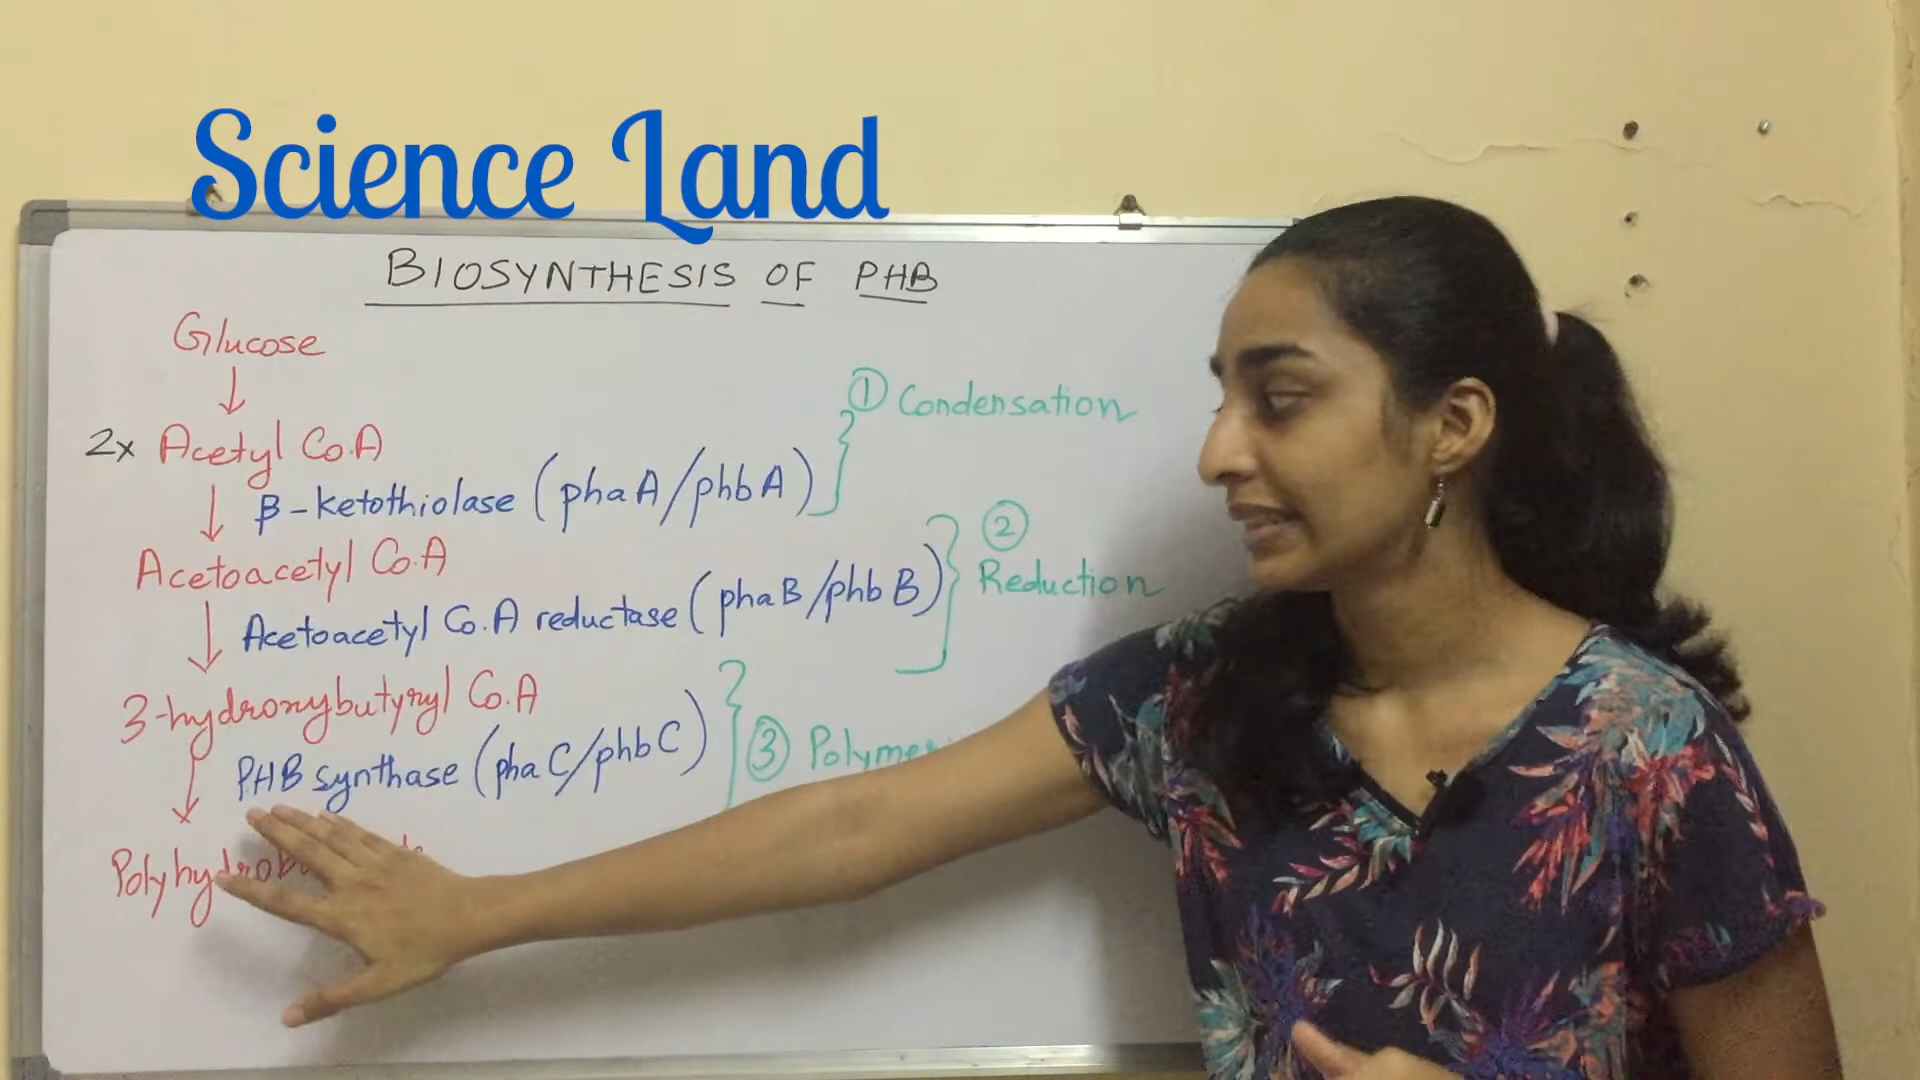 Science Land
BIOSYNTHESIS OF PHB
Glucose
① Condensation
2x Acetyl Co.A
β-ketothiolase (phaA/phbA)
②
Reduction
Acetoacetyl Co.A
Acetoacetyl Co.A reductase (phaB/phbB)
3-hydroxybutyryl Co.A
PHB synthase (phaC/phbC)
③